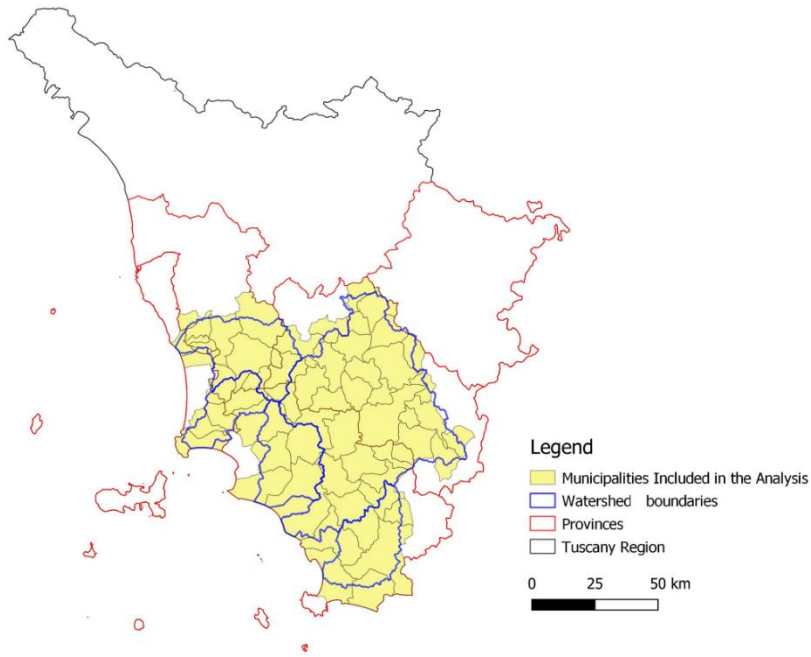 Legend
Municipalities Included in the Analysis
Watershed boundaries
Provinces
Tuscany Region
0 25 50 km